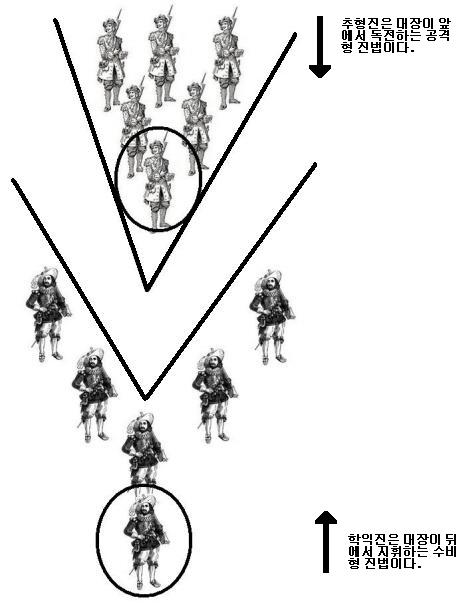 추형진은 대장이 앞
에서 독전하는 공격
형 진법이다.
학익진은 대장이 뒤
에서 지휘하는 수비
형 진법이다.